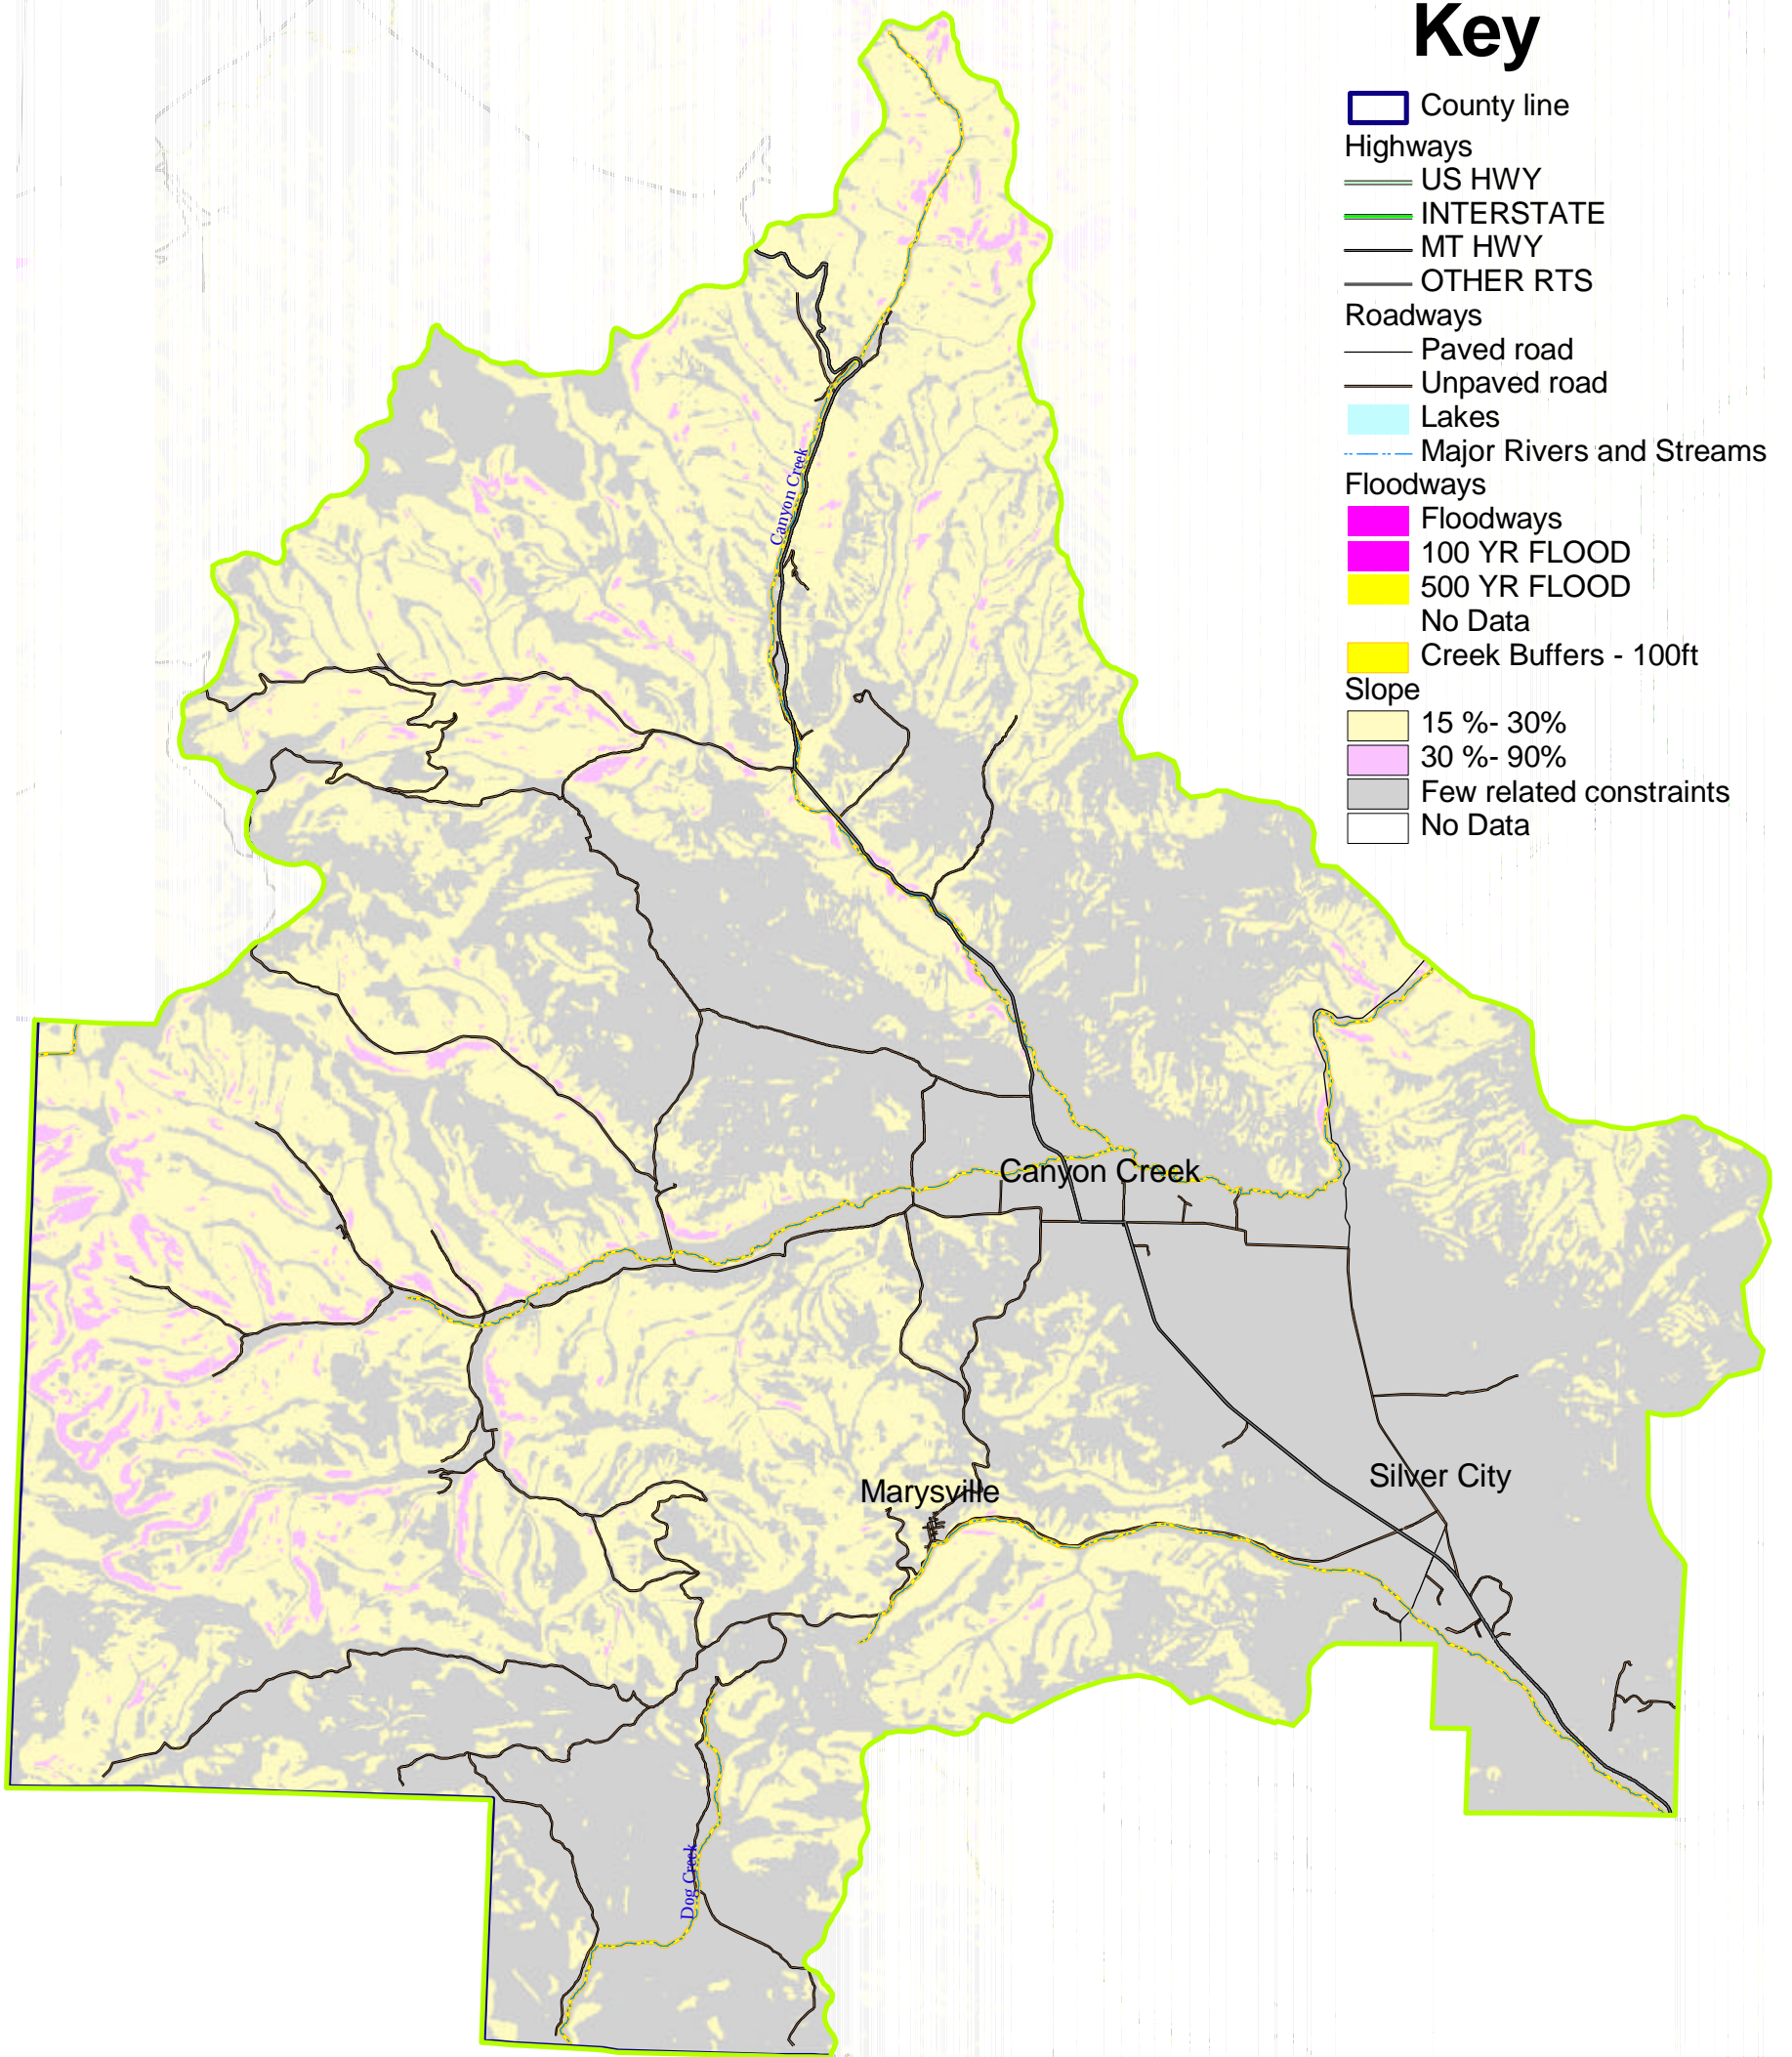 Key
County line
Highways
US HWY
INTERSTATE
MT HWY
OTHER RTS
Roadways
Paved road
Unpaved road
Lakes
Major Rivers and Streams
Floodways
Floodways
100 YR FLOOD
500 YR FLOOD
No Data
Creek Buffers - 100ft
Slope
15 %- 30%
30 %- 90%
Few related constraints
No Data
Canyon Creek
Canyon Creek
Silver City
Marysville
Dog Creek